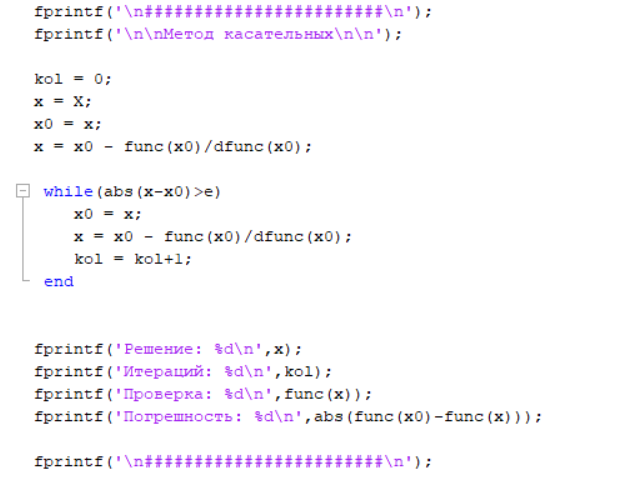 fprintf('\n########################\n');
fprintf('\n\nМетод касательных\n\n');
kol = 0;
x = X;
x0 = x;
x = x0 - func(x0)/dfunc(x0);
while(abs(x-x0)>e)
x0 = x;
x = x0 - func(x0)/dfunc(x0);
kol = kol+1;
end
fprintf('Решение: %d\n',x);
fprintf('Итераций: %d\n',kol);
fprintf('Проверка: %d\n',func(x));
fprintf('Погрешность: %d\n',abs(func(x0)-func(x)));
fprintf('\n########################\n');